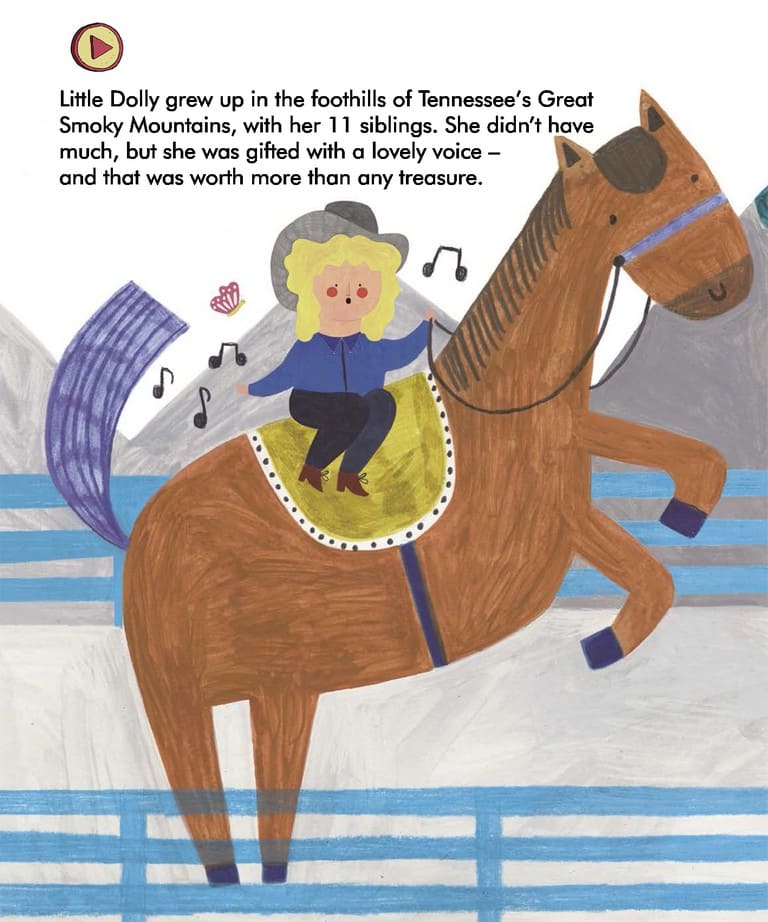 Little Dolly grew up in the foothills of Tennessee’s Great
Smoky Mountains, with her 11 siblings. She didn’t have
much, but she was gifted with a lovely voice –
and that was worth more than any treasure.